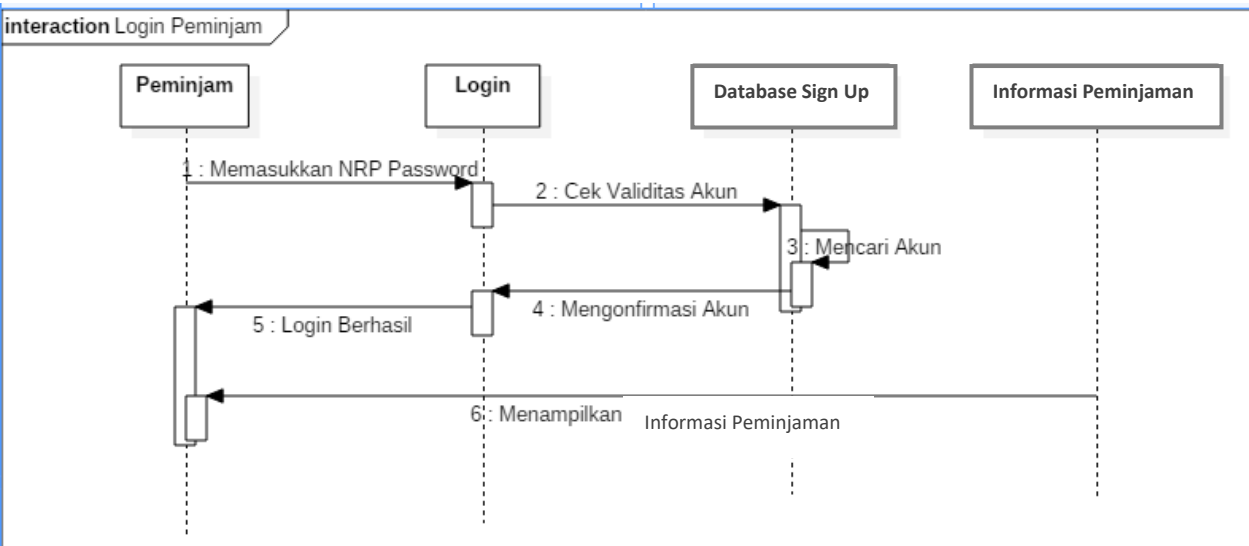 interaction Login Peminjam
Peminjam
Login
Database Sign Up
Informasi Peminjaman
1 : Memasukkan NRP Password
2 : Cek Validitas Akun
3 : Mencari Akun
4 : Mengonfirmasi Akun
5 : Login Berhasil
6 : Menampilkan Informasi Peminjaman